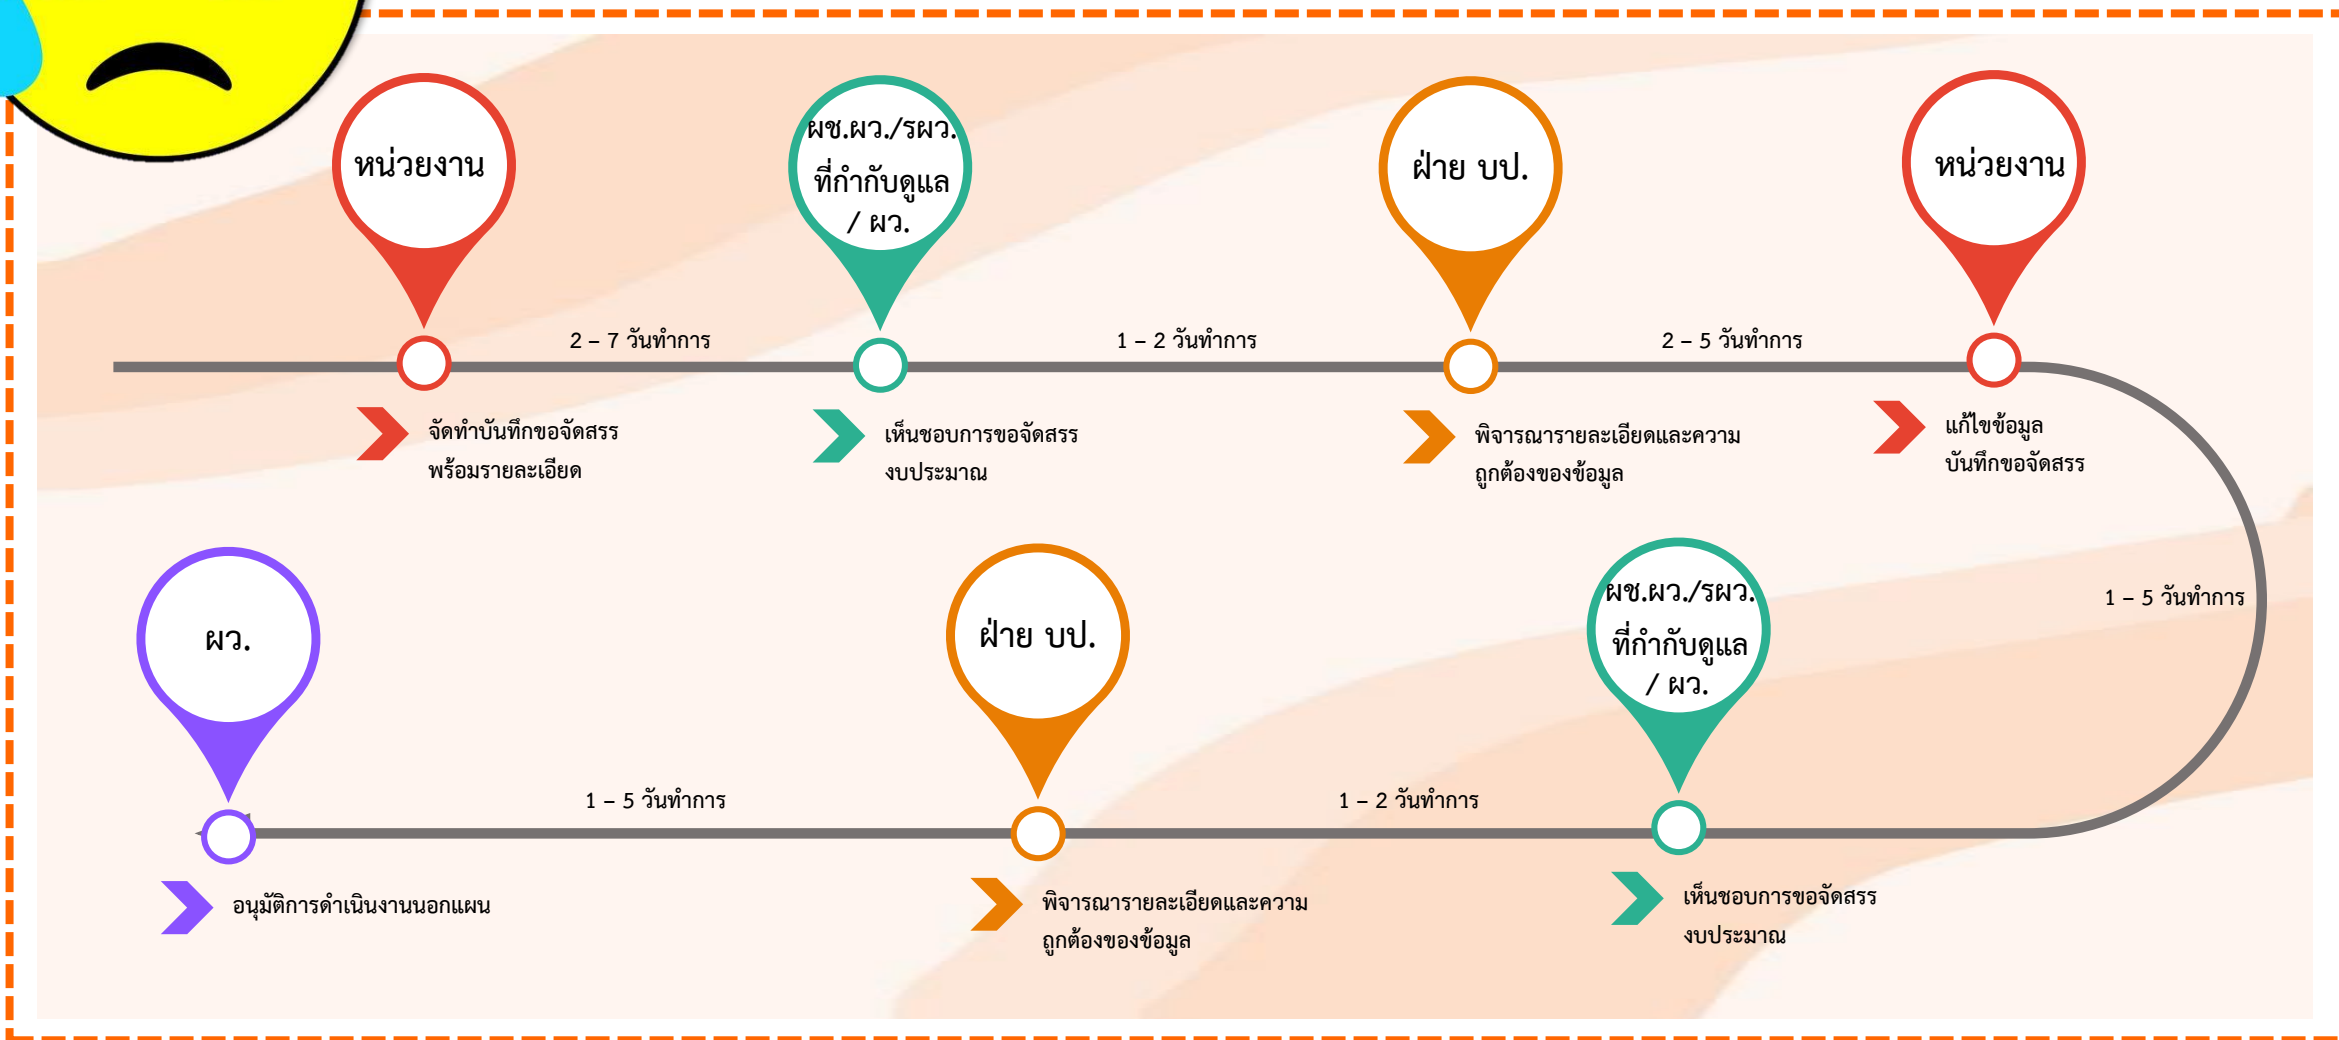 หน่วยงาน
ผช.ผว./รผว.
ที่กำกับดูแล
/ ผว.
ฝ่าย บป.
หน่วยงาน
2 – 7 วันทำการ
1 – 2 วันทำการ
2 – 5 วันทำการ
จัดทำบันทึกขอจัดสรร
พร้อมรายละเอียด
เห็นชอบการขอจัดสรร
งบประมาณ
พิจารณารายละเอียดและความ
ถูกต้องของข้อมูล
แก้ไขข้อมูล
บันทึกขอจัดสรร
1 – 5 วันทำการ
ผช.ผว./รผว.
ที่กำกับดูแล
/ ผว.
ฝ่าย บป.
ผว.
1 – 2 วันทำการ
1 – 5 วันทำการ
เห็นชอบการขอจัดสรร
งบประมาณ
พิจารณารายละเอียดและความ
ถูกต้องของข้อมูล
อนุมัติการดำเนินงานนอกแผน